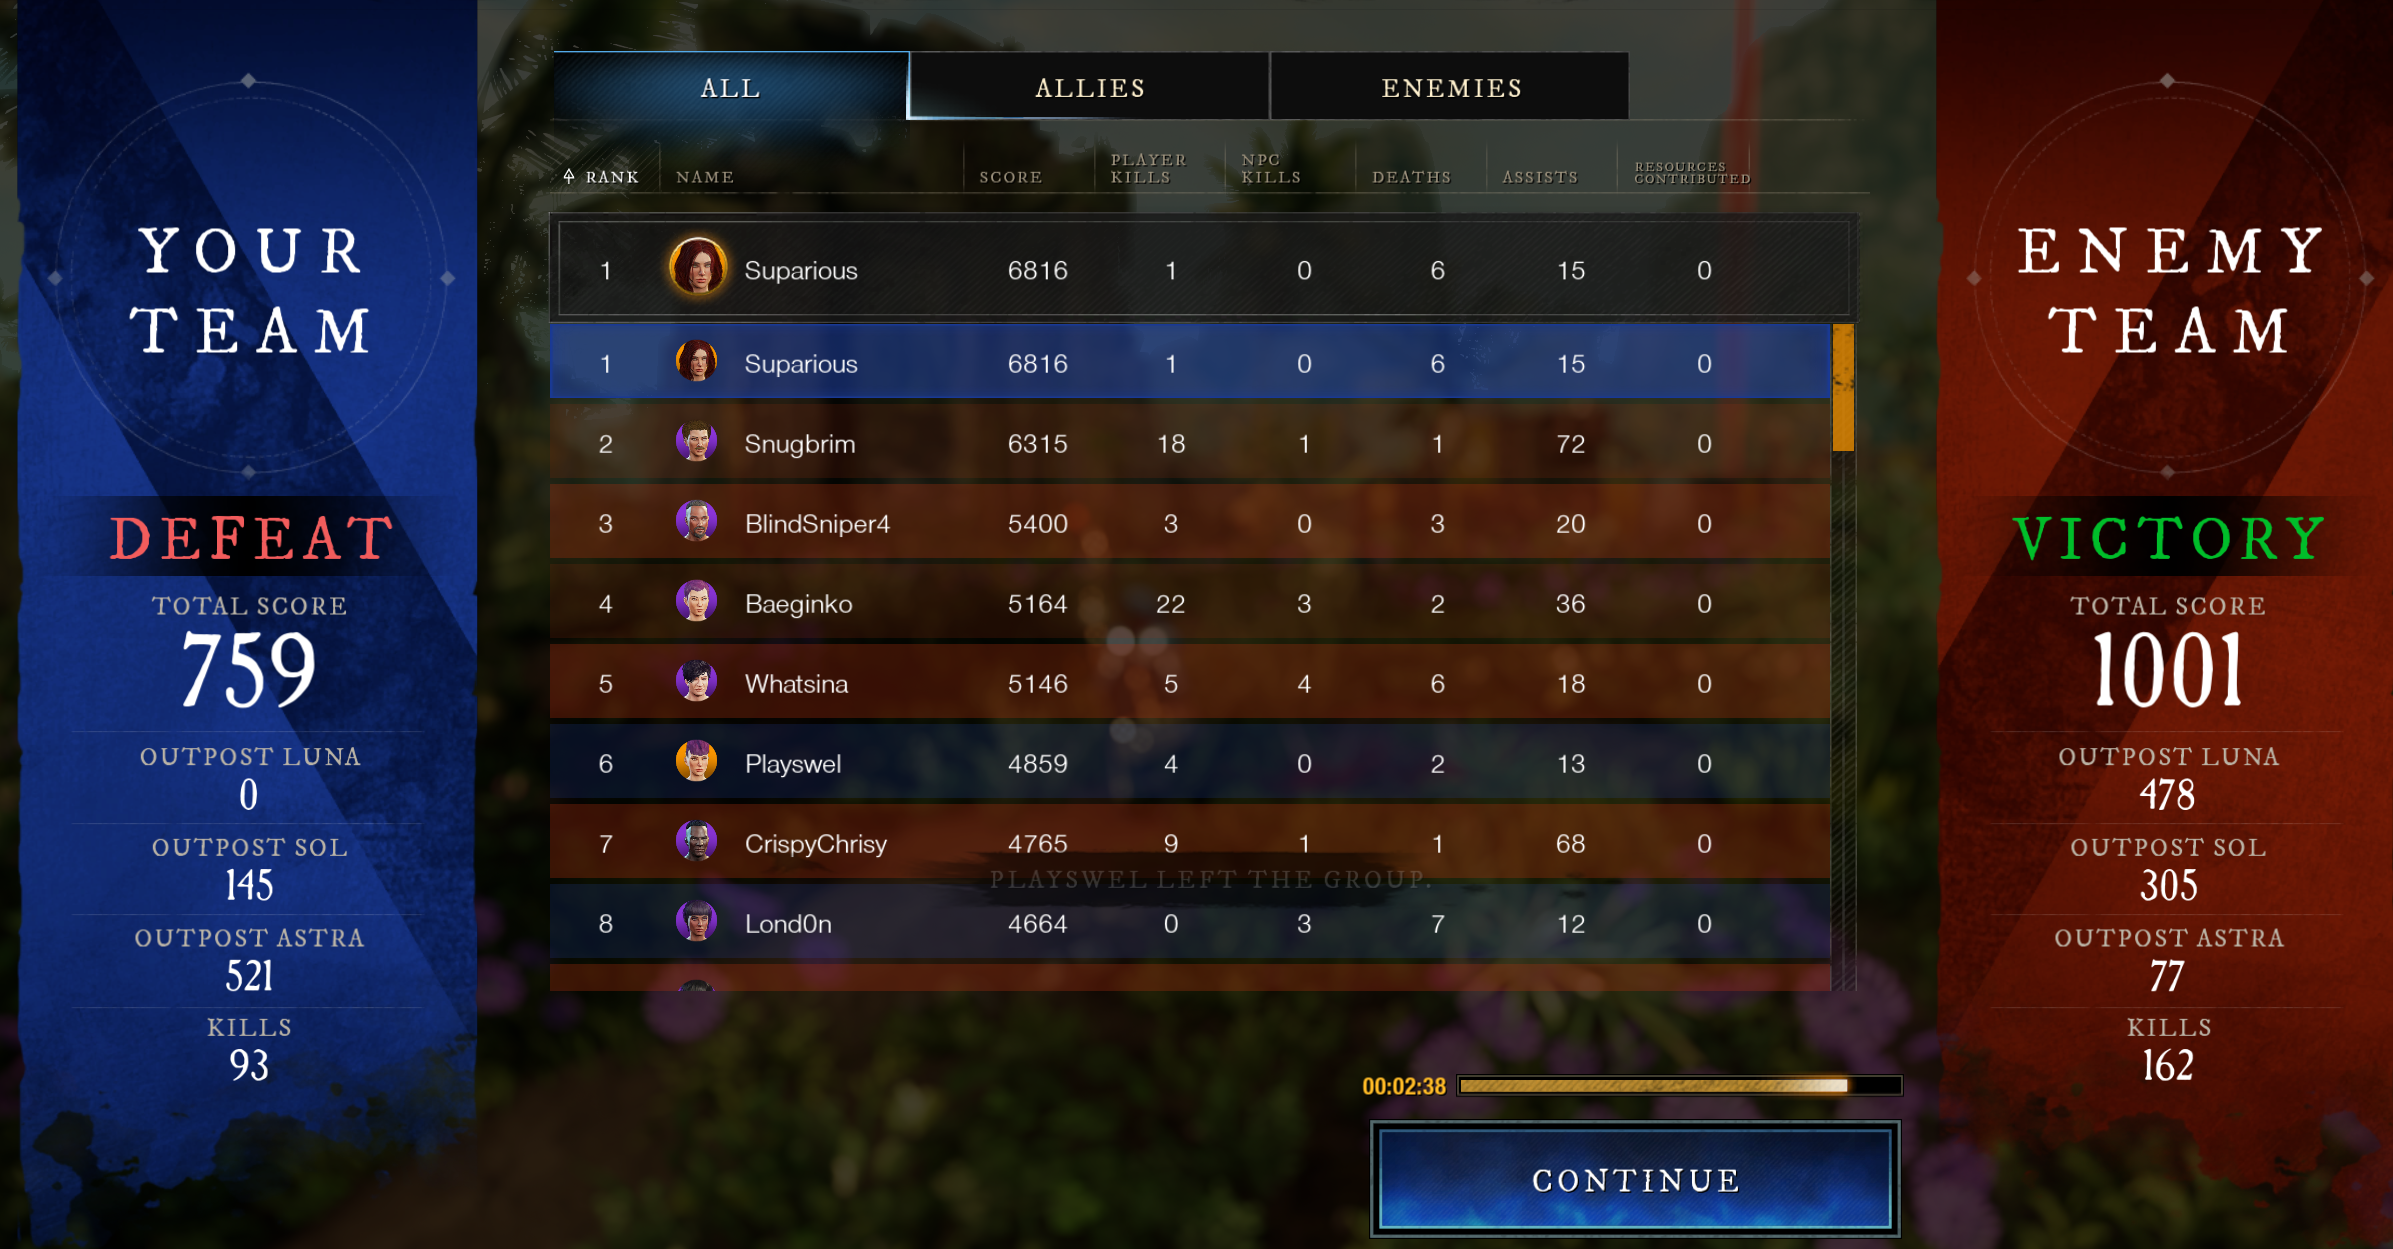 YOUR
TEAM
DEFEAT
TOTAL SCORE
759
OUTPOST LUNA
0
OUTPOST SOL
145
OUTPOST ASTRA
521
KILLS
93
ALL ALLIES ENEMIES
RANK NAME SCORE PLAYER KILLS NPC KILLS DEATHS ASSISTS RESOURCES CONTRIBUTED
1 Suparious 6816 1 0 6 15 0
1 Suparious 6816 1 0 6 15 0
2 Snugbrim 6315 18 1 1 72 0
3 BlindSniper4 5400 3 0 3 20 0
4 Baeginko 5164 22 3 2 36 0
5 Whatsina 5146 5 4 6 18 0
6 Playswel 4859 4 0 2 13 0
7 CrispyChrisy 4765 9 1 1 68 0
PLAYSWEL LEFT THE GROUP.
8 Lond0n 4664 0 3 7 12 0
00:02:38
CONTINUE
ENEMY
TEAM
VICTORY
TOTAL SCORE
1001
OUTPOST LUNA
478
OUTPOST SOL
305
OUTPOST ASTRA
77
KILLS
162